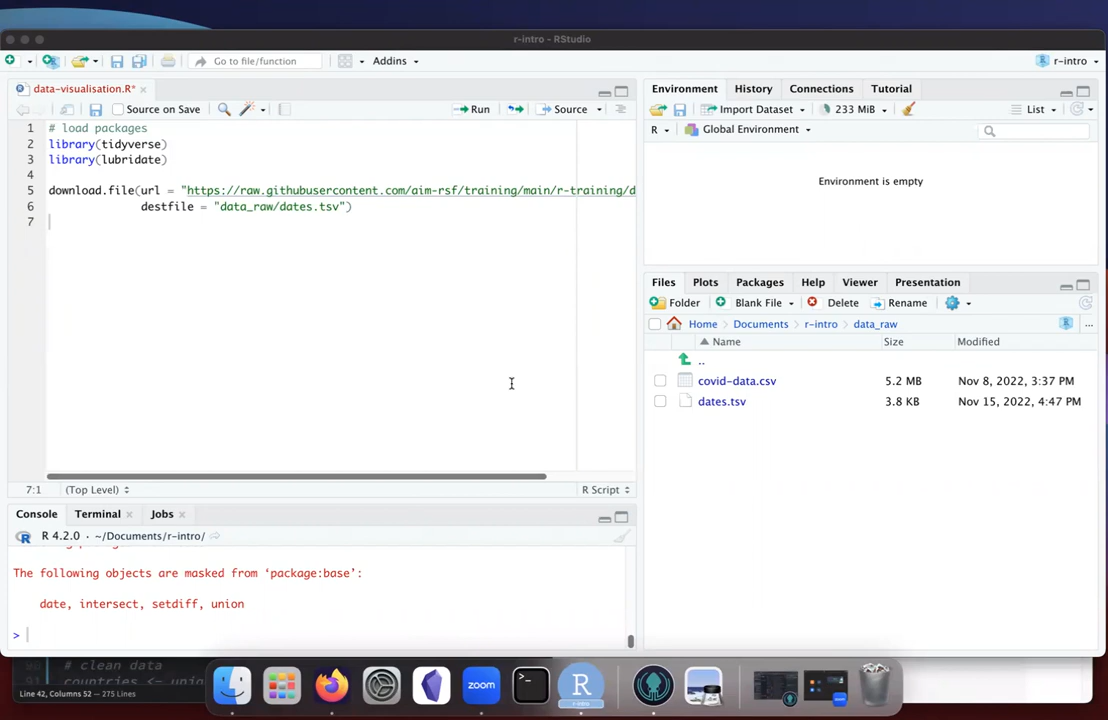 r-intro - RStudio
Go to file/function
Addins
r-intro
data-visualisation.R*
Source on Save
Run
Source
1 # load packages
2 library(tidyverse)
3 library(lubridate)
4
5 download.file(url = "https://raw.githubusercontent.com/aim-rsf/training/main/r-training/d
6 destfile = "data_raw/dates.tsv")
7
7:1 (Top Level)
R Script
Console Terminal Jobs
R 4.2.0 · ~/Documents/r-intro/
The following objects are masked from ‘package:base’:
date, intersect, setdiff, union
>
Environment History Connections Tutorial
Import Dataset 233 MiB List
R Global Environment
Environment is empty
Files Plots Packages Help Viewer Presentation
Folder Blank File Delete Rename
Home Documents r-intro data_raw
...
Name Size Modified
..
covid-data.csv 5.2 MB Nov 8, 2022, 3:37 PM
dates.tsv 3.8 KB Nov 15, 2022, 4:47 PM
# clean data
countries <- uni
Line 42, Column 52 — 275 Lines
zoom
>_
R
r-intro